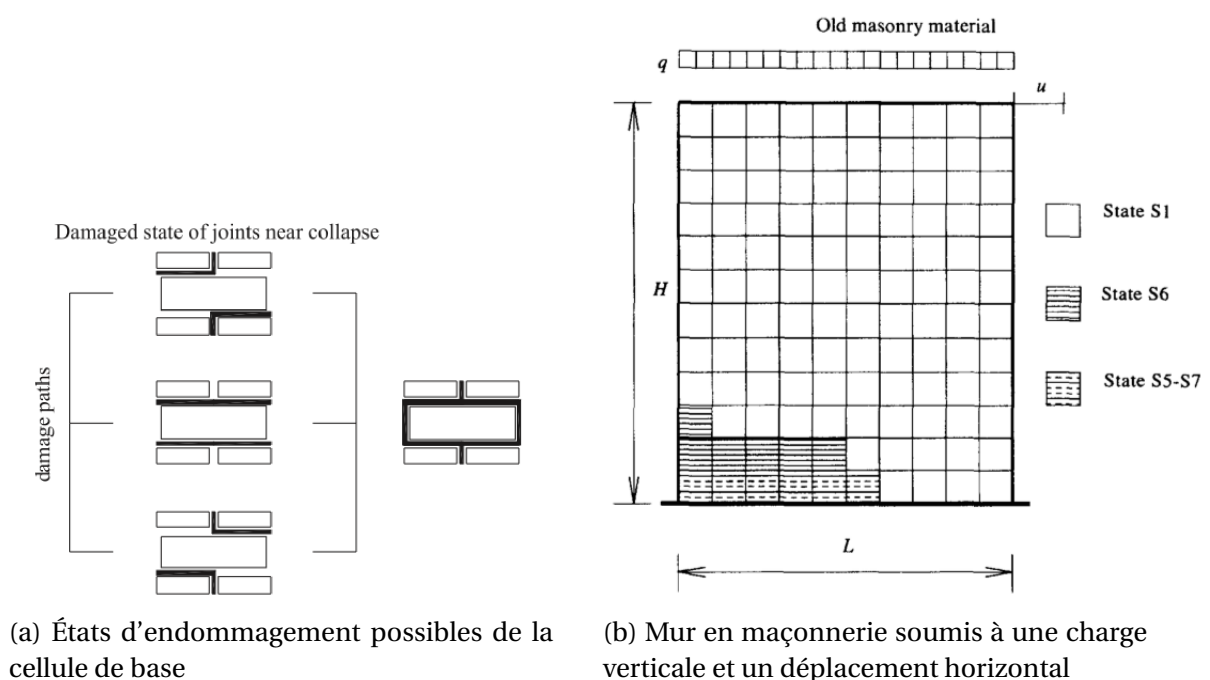 Damaged state of joints near collapse
damage paths
(a) États d'endommagement possibles de la
cellule de base
Old masonry material
q
u
H
State S1
State S6
State S5-S7
L
(b) Mur en maçonnerie soumis à une charge
verticale et un déplacement horizontal